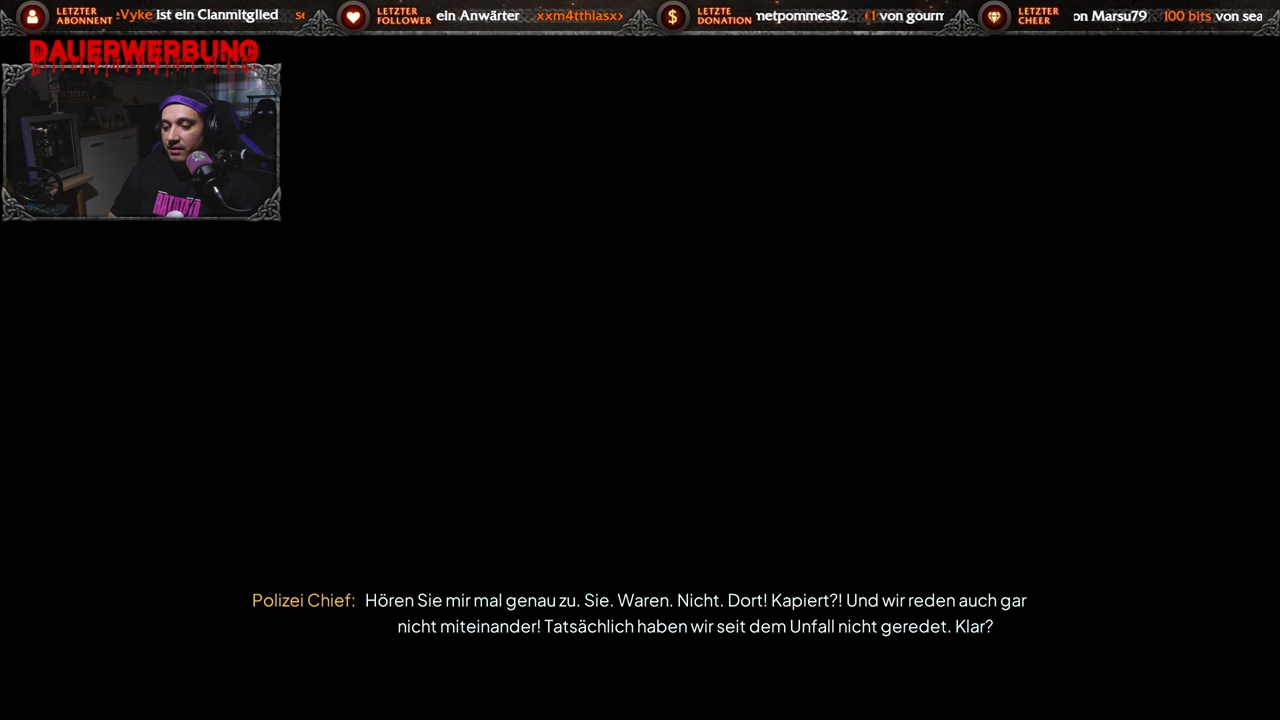 LETZTER ABONNENT
:Vyke ist ein Clanmitglied
LETZTER FOLLOWER
ein Anwärter xxm4tthiasx
LETZTE DONATION
netpommes82 von
LETZTER CHEER
on Marsu79 100 bits von
DAUERWERBUNG
Polizei Chief: Hören Sie mir mal genau zu. Sie. Waren. Nicht. Dort! Kapiert?! Und wir reden auch gar
nicht miteinander! Tatsächlich haben wir seit dem Unfall nicht geredet. Klar?